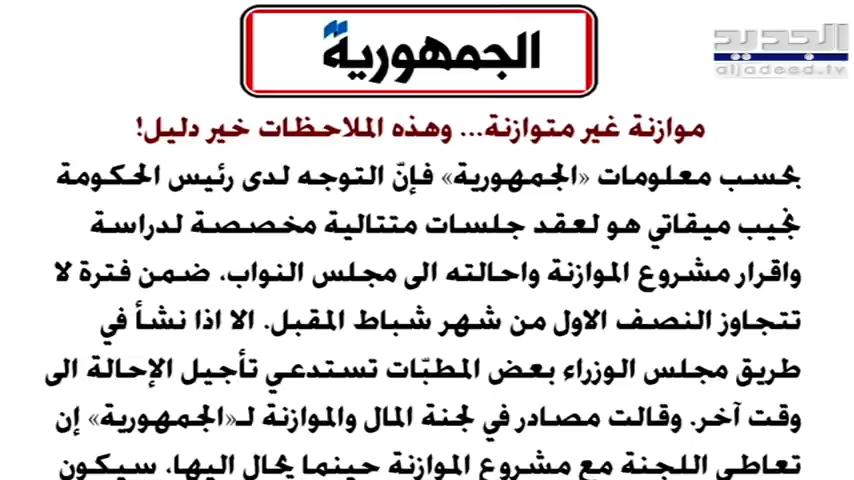 الجمهورية
الجديد
aljadeed.tv
موازنة غير متوازنة... وهذه الملاحظات خير دليل!
بحسب معلومات «الجمهورية» فإنّ التوجه لدى رئيس الحكومة
نجيب ميقاتي هو لعقد جلسات متتالية مخصصة لدراسة
واقرار مشروع الموازنة واحالته الى مجلس النواب، ضمن فترة لا
تتجاوز النصف الاول من شهر شباط المقبل، الا اذا نشأ في
طريق مجلس الوزراء بعض المطبّات تستدعي تأجيل الإحالة الى
وقت آخر. وقالت مصادر في لجنة المال والموازنة لـ«الجمهورية» إن
تعاطي اللجنة مع مشروع الموازنة حينما يحال اليها، سيكون